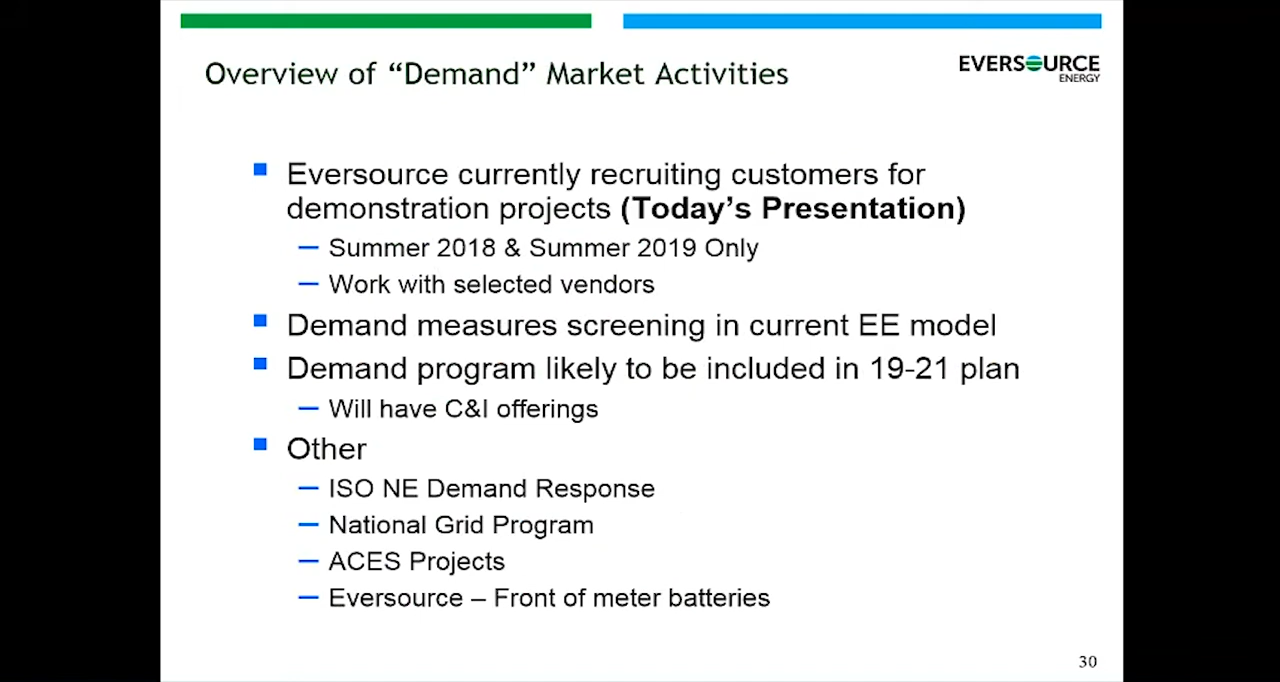 Overview of “Demand” Market Activities
EVERSOURCE
ENERGY
Eversource currently recruiting customers for
demonstration projects (Today’s Presentation)
– Summer 2018 & Summer 2019 Only
– Work with selected vendors
Demand measures screening in current EE model
Demand program likely to be included in 19-21 plan
– Will have C&I offerings
Other
– ISO NE Demand Response
– National Grid Program
– ACES Projects
– Eversource – Front of meter batteries
30